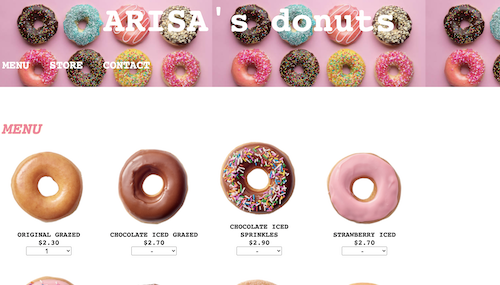 ARISA's donuts
MENU STORE CONTACT
MENU
ORIGINAL GRAZED
$2.30
1
CHOCOLATE ICED GRAZED
$2.70
-
CHOCOLATE ICED
SPRINKLES
$2.90
-
STRAWBERRY ICED
$2.70
-